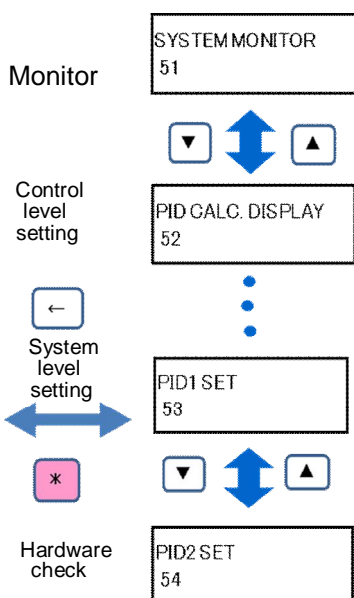 SYSTEM MONITOR
51
Monitor
▼
▲
Control
level
setting
PID CALC. DISPLAY
52
←
System
level
setting
PID1 SET
53
*
▼
▲
Hardware
check
PID2 SET
54